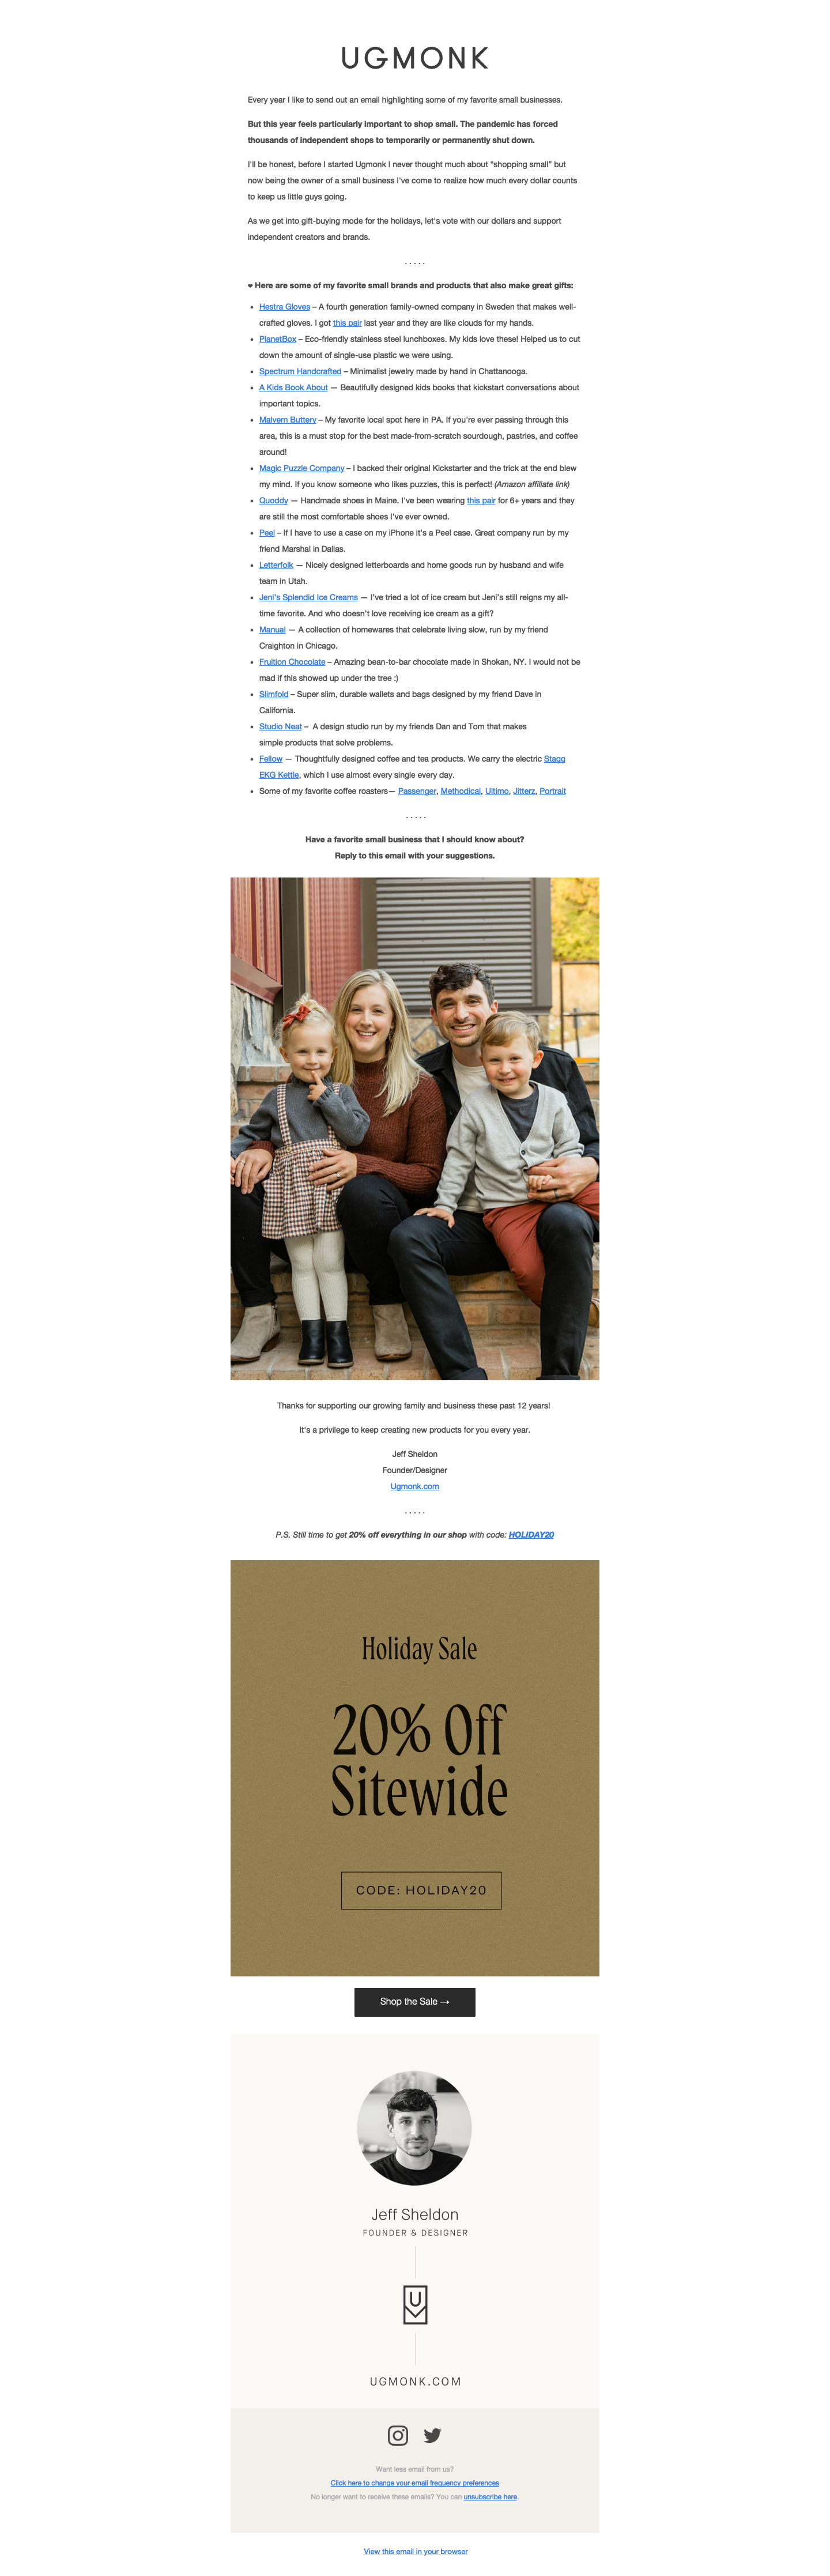 UGMONK
Every year I like to send out an email highlighting some of my favorite small businesses.
But this year feels particularly important to shop small. The pandemic has forced
thousands of independent shops to temporarily or permanently shut down.
I'll be honest, before I started Ugmonk I never thought much about “shopping small” but
now being the owner of a small business I've come to realize how much every dollar counts
to keep us little guys going.
As we get into gift-buying mode for the holidays, let's vote with our dollars and support
independent creators and brands.
. . . . .
❤ Here are some of my favorite small brands and products that also make great gifts:
• Hestra Gloves – A fourth generation family-owned company in Sweden that makes well-
crafted gloves. I got this pair last year and they are like clouds for my hands.
• PlanetBox – Eco-friendly stainless steel lunchboxes. My kids love these! Helped us to cut
down the amount of single-use plastic we were using.
• Spectrum Handcrafted – Minimalist jewelry made by hand in Chattanooga.
• A Kids Book About — Beautifully designed kids books that kickstart conversations about
important topics.
• Malvern Buttery – My favorite local spot here in PA. If you're ever passing through this
area, this is a must stop for the best made-from-scratch sourdough, pastries, and coffee
around!
• Magic Puzzle Company – I backed their original Kickstarter and the trick at the end blew
my mind. If you know someone who likes puzzles, this is perfect! (Amazon affiliate link)
• Quoddy — Handmade shoes in Maine. I've been wearing this pair for 6+ years and they
are still the most comfortable shoes I've ever owned.
• Peel – If I have to use a case on my iPhone it's a Peel case. Great company run by my
friend Marshal in Dallas.
• Letterfolk — Nicely designed letterboards and home goods run by husband and wife
team in Utah.
• Jeni's Splendid Ice Creams — I've tried a lot of ice cream but Jeni's still reigns my all-
time favorite. And who doesn't love receiving ice cream as a gift?
• Manual — A collection of homewares that celebrate living slow, run by my friend
Craighton in Chicago.
• Fruition Chocolate – Amazing bean-to-bar chocolate made in Shokan, NY. I would not be
mad if this showed up under the tree :)
• Slimfold – Super slim, durable wallets and bags designed by my friend Dave in
California.
• Studio Neat – A design studio run by my friends Dan and Tom that makes
simple products that solve problems.
• Fellow — Thoughtfully designed coffee and tea products. We carry the electric Stagg
EKG Kettle, which I use almost every single every day.
• Some of my favorite coffee roasters— Passenger, Methodical, Ultimo, Jitterz, Portrait
. . . . .
Have a favorite small business that I should know about?
Reply to this email with your suggestions.
Thanks for supporting our growing family and business these past 12 years!
It's a privilege to keep creating new products for you every year.
Jeff Sheldon
Founder/Designer
Ugmonk.com
. . . . .
P.S. Still time to get 20% off everything in our shop with code: HOLIDAY20
Holiday Sale
20% Off
Sitewide
CODE: HOLIDAY20
Shop the Sale →
Jeff Sheldon
FOUNDER & DESIGNER
UGMONK.COM
Want less email from us?
Click here to change your email frequency preferences
No longer want to receive these emails? You can unsubscribe here.
View this email in your browser